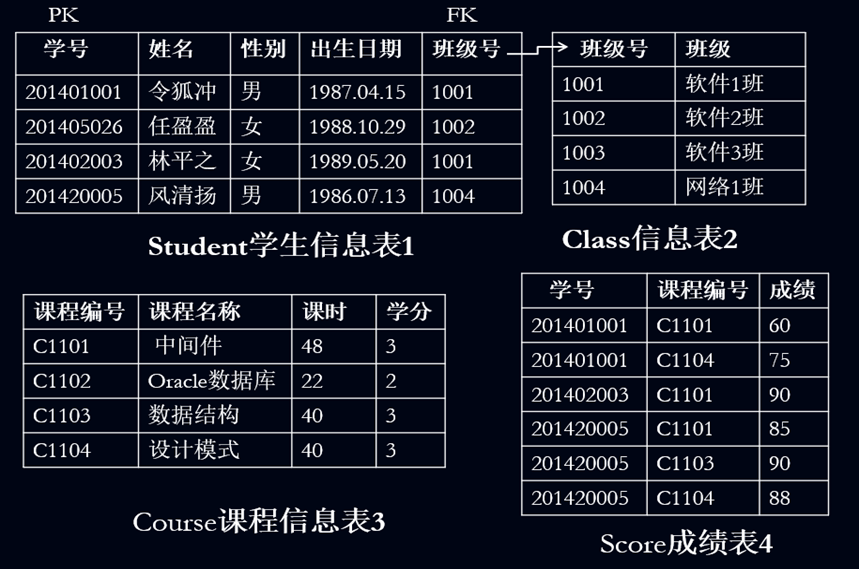 PK FK
学号 姓名 性别 出生日期 班级号
201401001 令狐冲 男 1987.04.15 1001
201405026 任盈盈 女 1988.10.29 1002
201402003 林平之 女 1989.05.20 1001
201420005 风清扬 男 1986.07.13 1004
Student学生信息表1
班级号 班级
1001 软件1班
1002 软件2班
1003 软件3班
1004 网络1班
Class信息表2
课程编号 课程名称 课时 学分
C1101 中间件 48 3
C1102 Oracle数据库 22 2
C1103 数据结构 40 3
C1104 设计模式 40 3
Course课程信息表3
学号 课程编号 成绩
201401001 C1101 60
201401001 C1104 75
201402003 C1101 90
201420005 C1101 85
201420005 C1103 90
201420005 C1104 88
Score成绩表4